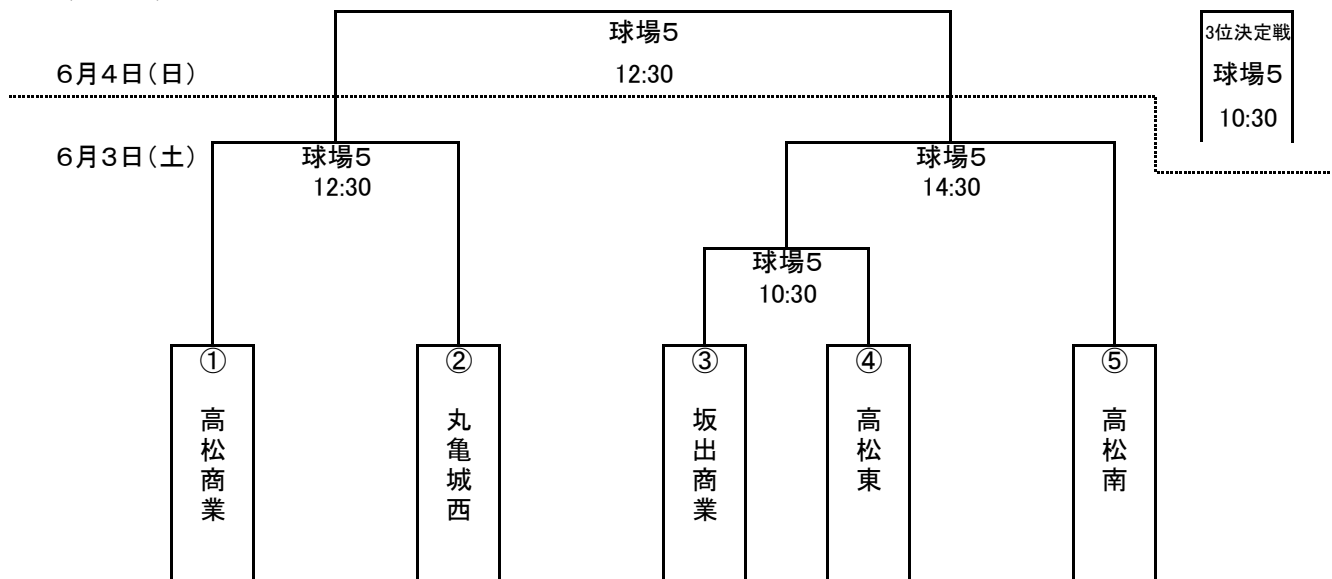 球場5
12:30
3位決定戦
球場5
10:30
6月4日(日)
6月3日(土)
球場5
12:30
球場5
14:30
球場5
10:30
①
高松商業
②
丸亀城西
③
坂出商業
④
高松東
⑤
高松南